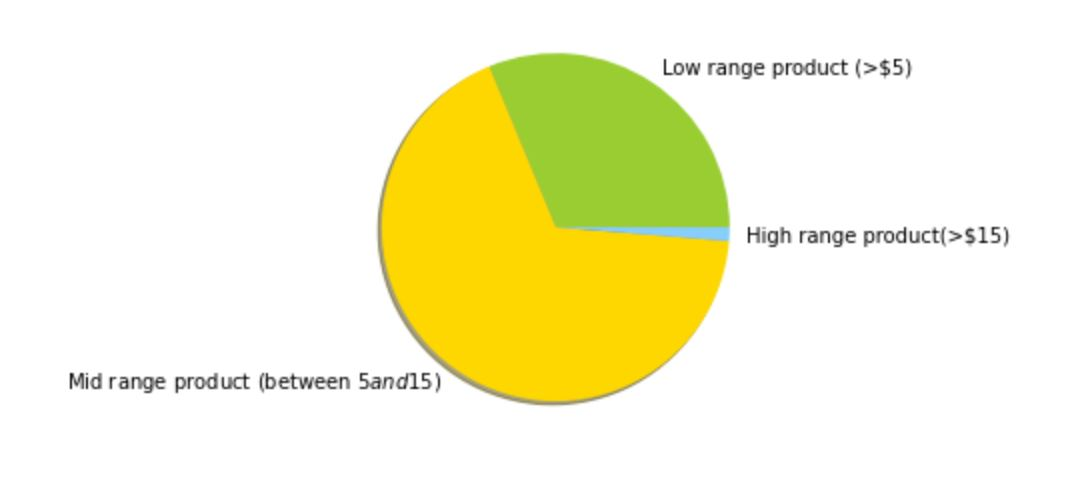 Low range product (>$5)
High range product(>$15)
Mid range product (between 5and15)